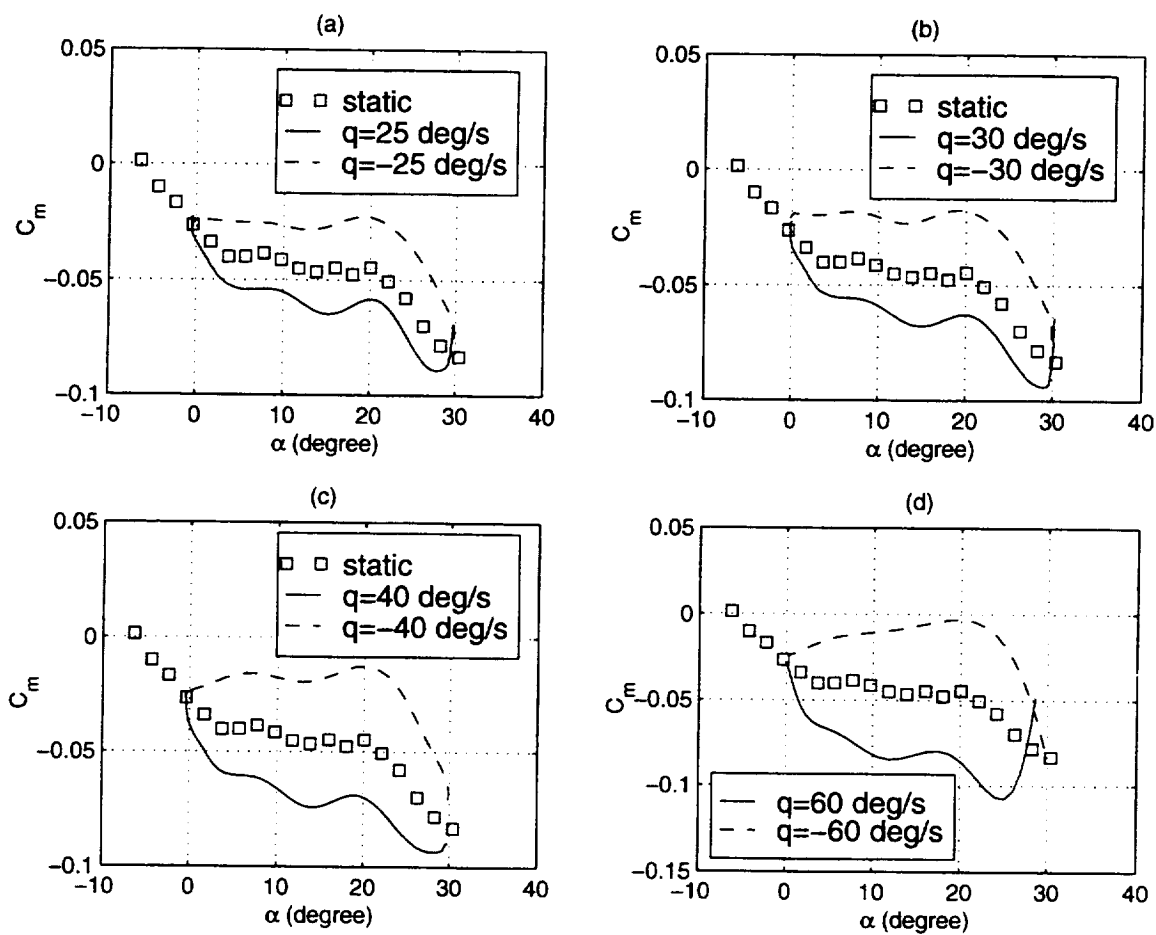 (a)
0.05
0
−0.05
−0.1
C_m
static
q=25 deg/s
q=−25 deg/s
−10 0 10 20 30 40
α (degree)
(b)
0.05
0
−0.05
−0.1
C_m
static
q=30 deg/s
q=−30 deg/s
−10 0 10 20 30 40
α (degree)
(c)
0.05
0
−0.05
−0.1
C_m
static
q=40 deg/s
q=−40 deg/s
−10 0 10 20 30 40
α (degree)
(d)
0.05
0
−0.05
−0.1
−0.15
C_m
q=60 deg/s
q=−60 deg/s
−10 0 10 20 30 40
α (degree)